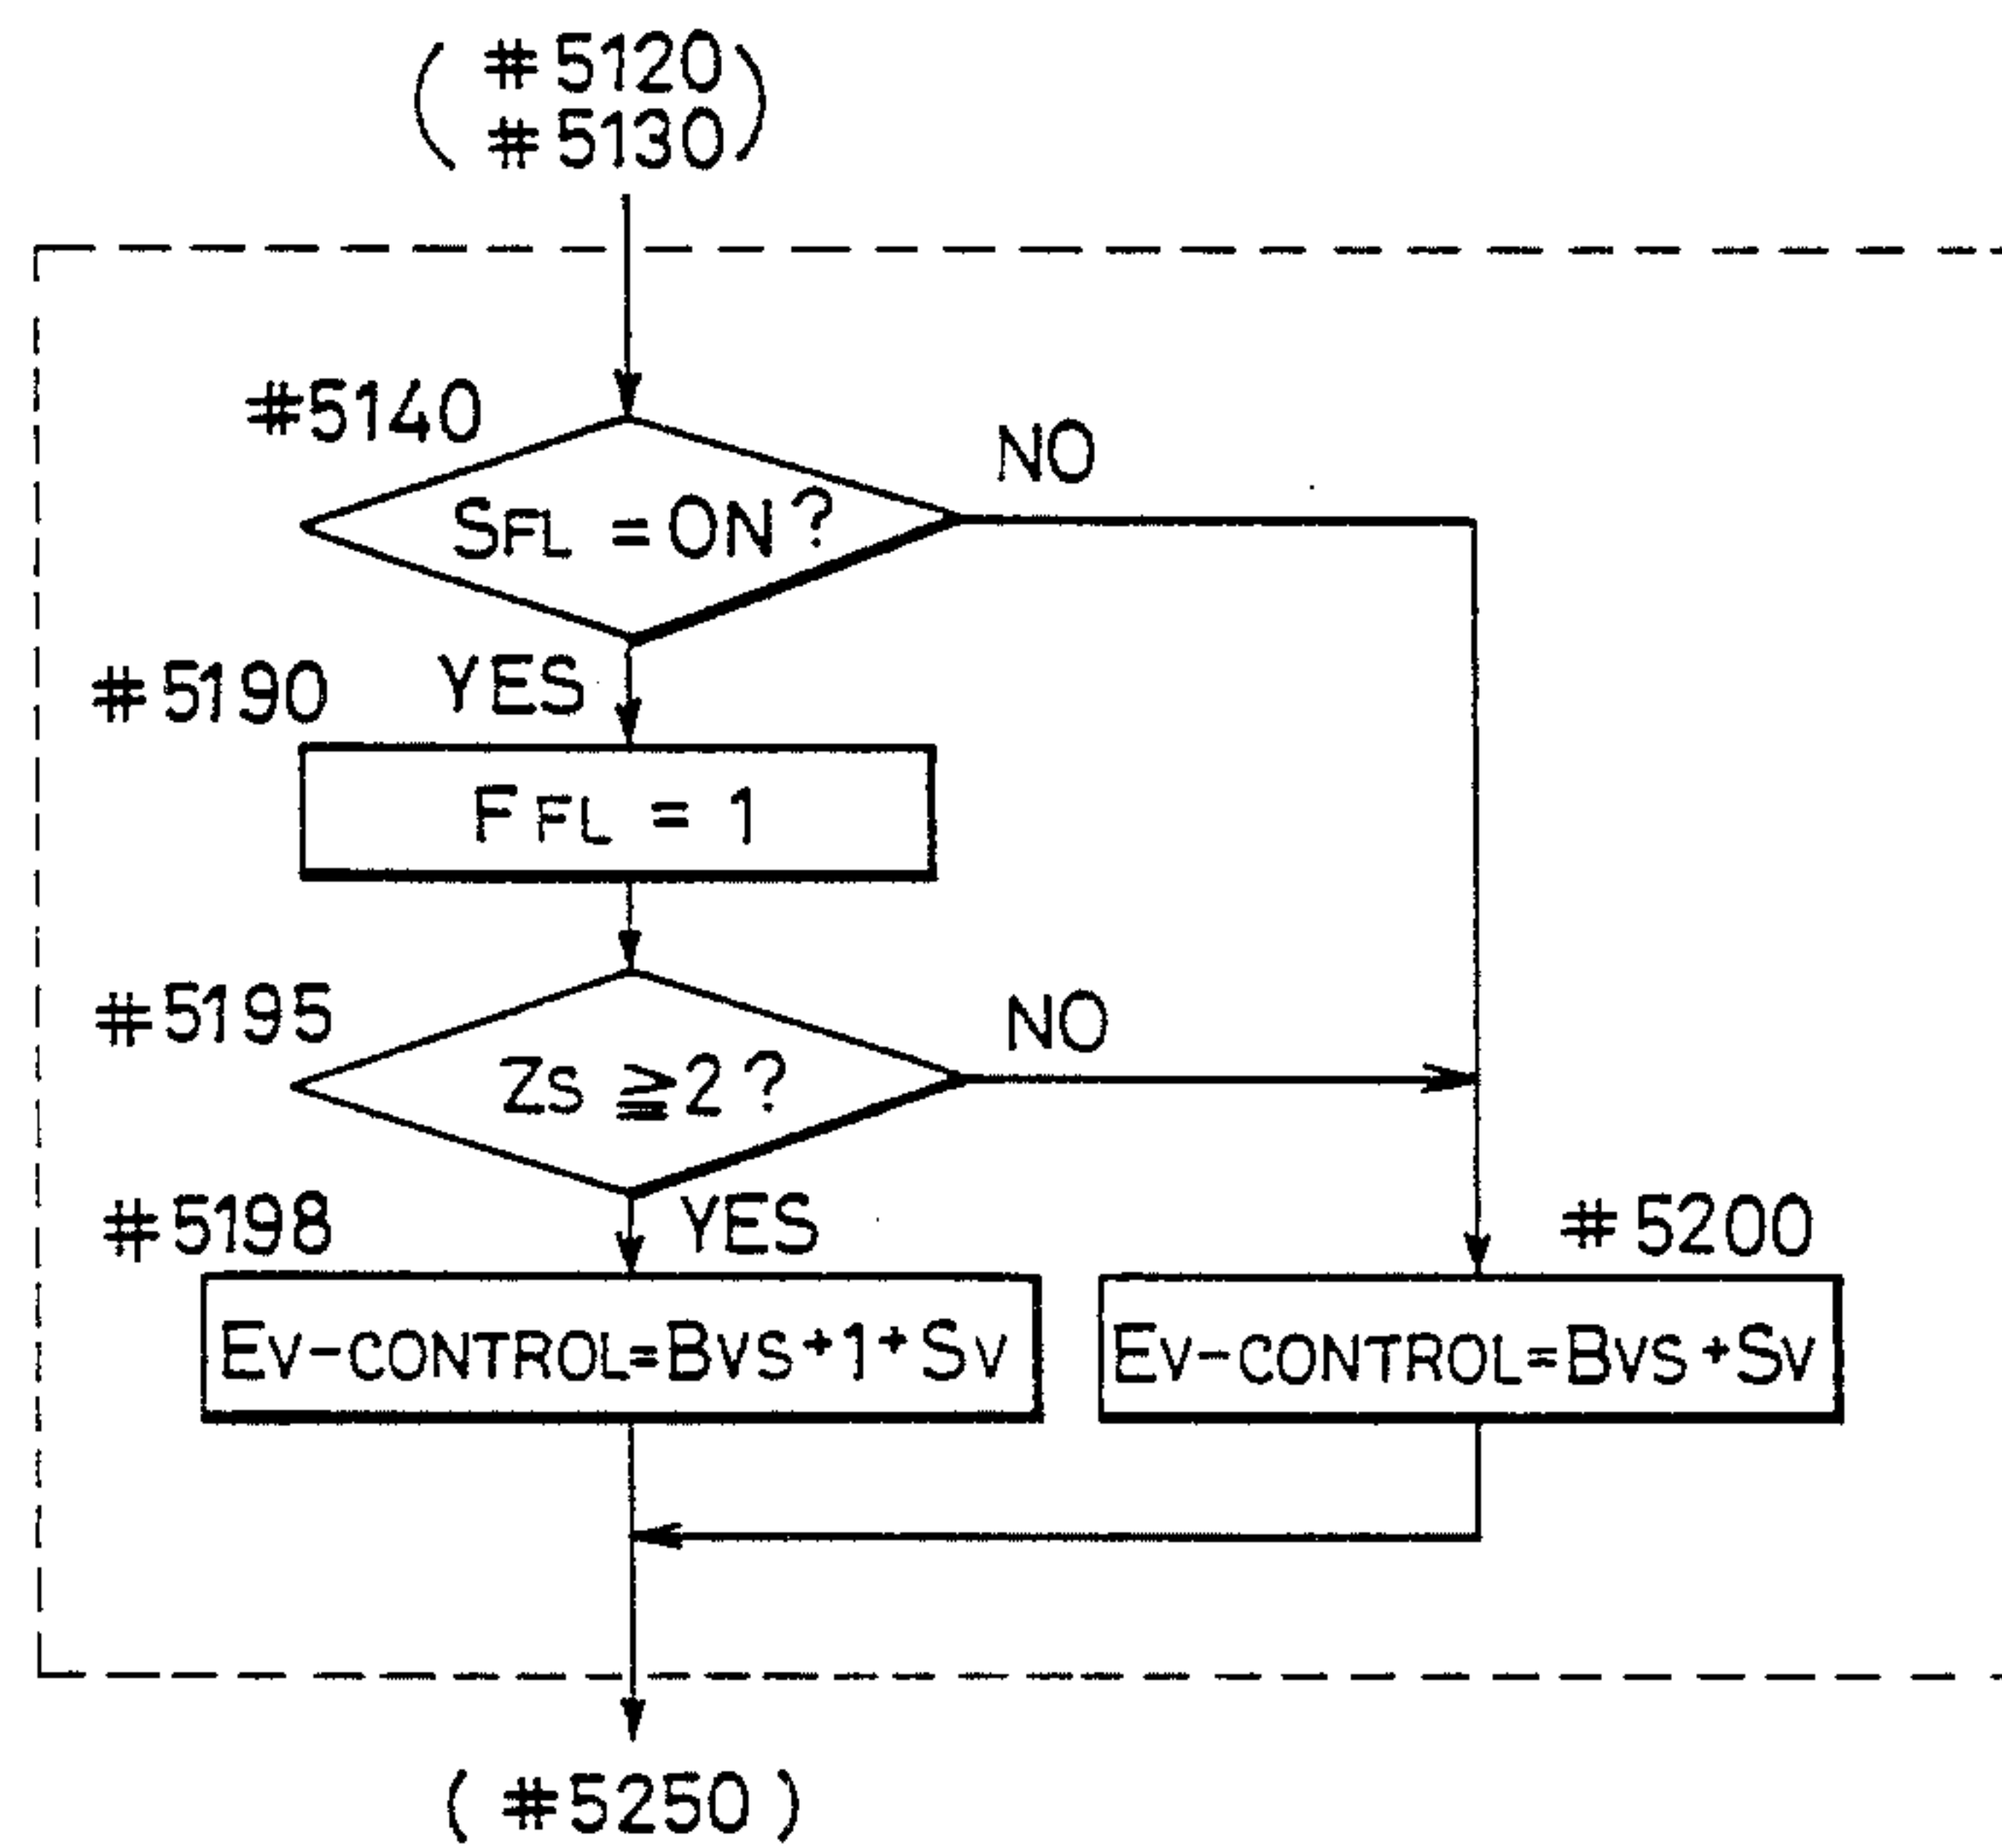 ( #5120
#5130 )
#5140
NO
SFL = ON ?
#5190
YES
FFL = 1
#5195
NO
ZS ≧ 2 ?
#5198
YES
#5200
EV-CONTROL=BVS+1+SV
EV-CONTROL=BVS+SV
( #5250 )